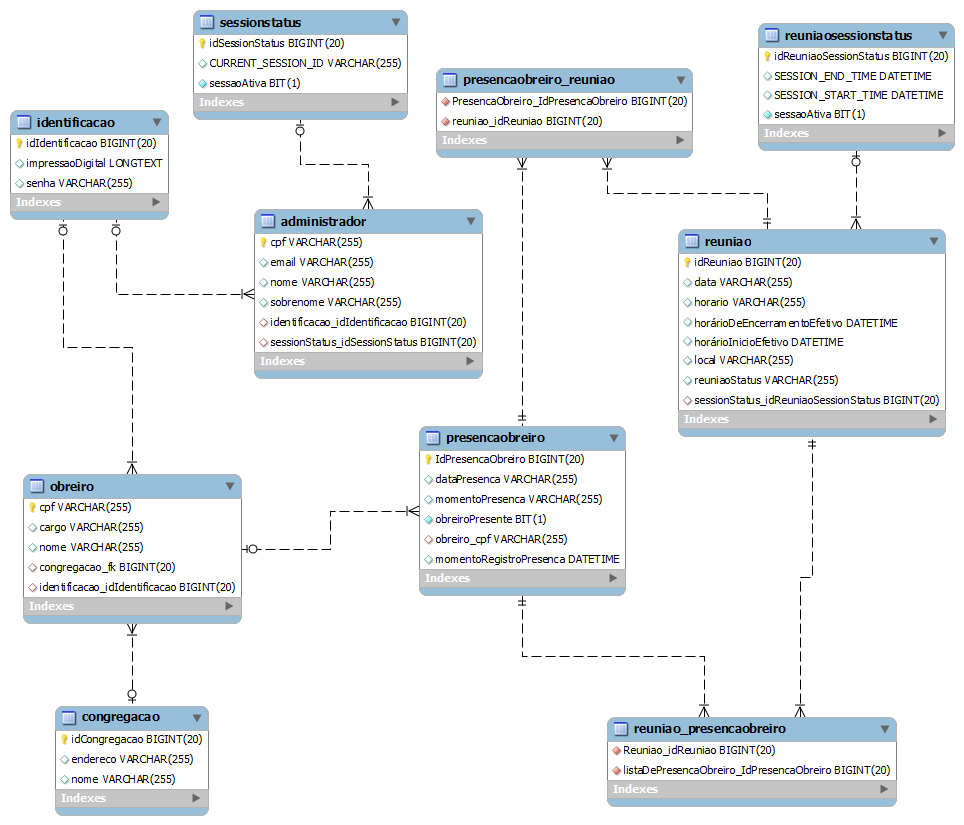 sessionstatus
idSessionStatus BIGINT(20)
CURRENT_SESSION_ID VARCHAR(255)
sessaoAtiva BIT(1)
Indexes
reuniaosessionstatus
idReuniaoSessionStatus BIGINT(20)
SESSION_END_TIME DATETIME
SESSION_START_TIME DATETIME
sessaoAtiva BIT(1)
Indexes
presencaobreiro_reuniao
PresencaObreiro_IdPresencaObreiro BIGINT(20)
reuniao_idReuniao BIGINT(20)
Indexes
identificacao
idIdentificacao BIGINT(20)
impressaoDigital LONGTEXT
senha VARCHAR(255)
Indexes
administrador
cpf VARCHAR(255)
email VARCHAR(255)
nome VARCHAR(255)
sobrenome VARCHAR(255)
identificacao_idIdentificacao BIGINT(20)
sessionStatus_idSessionStatus BIGINT(20)
Indexes
reuniao
idReuniao BIGINT(20)
data VARCHAR(255)
horario VARCHAR(255)
horárioDeEncerramentoEfetivo DATETIME
horárioInicioEfetivo DATETIME
local VARCHAR(255)
reuniaoStatus VARCHAR(255)
sessionStatus_idReuniaoSessionStatus BIGINT(20)
Indexes
presencaobreiro
IdPresencaObreiro BIGINT(20)
dataPresenca VARCHAR(255)
momentoPresenca VARCHAR(255)
obreiroPresente BIT(1)
obreiro_cpf VARCHAR(255)
momentoRegistroPresenca DATETIME
Indexes
obreiro
cpf VARCHAR(255)
cargo VARCHAR(255)
nome VARCHAR(255)
congregacao_fk BIGINT(20)
identificacao_idIdentificacao BIGINT(20)
Indexes
congregacao
idCongregacao BIGINT(20)
endereco VARCHAR(255)
nome VARCHAR(255)
Indexes
reuniao_presencaobreiro
Reuniao_idReuniao BIGINT(20)
listaDePresencaObreiro_IdPresencaObreiro BIGINT(20)
Indexes